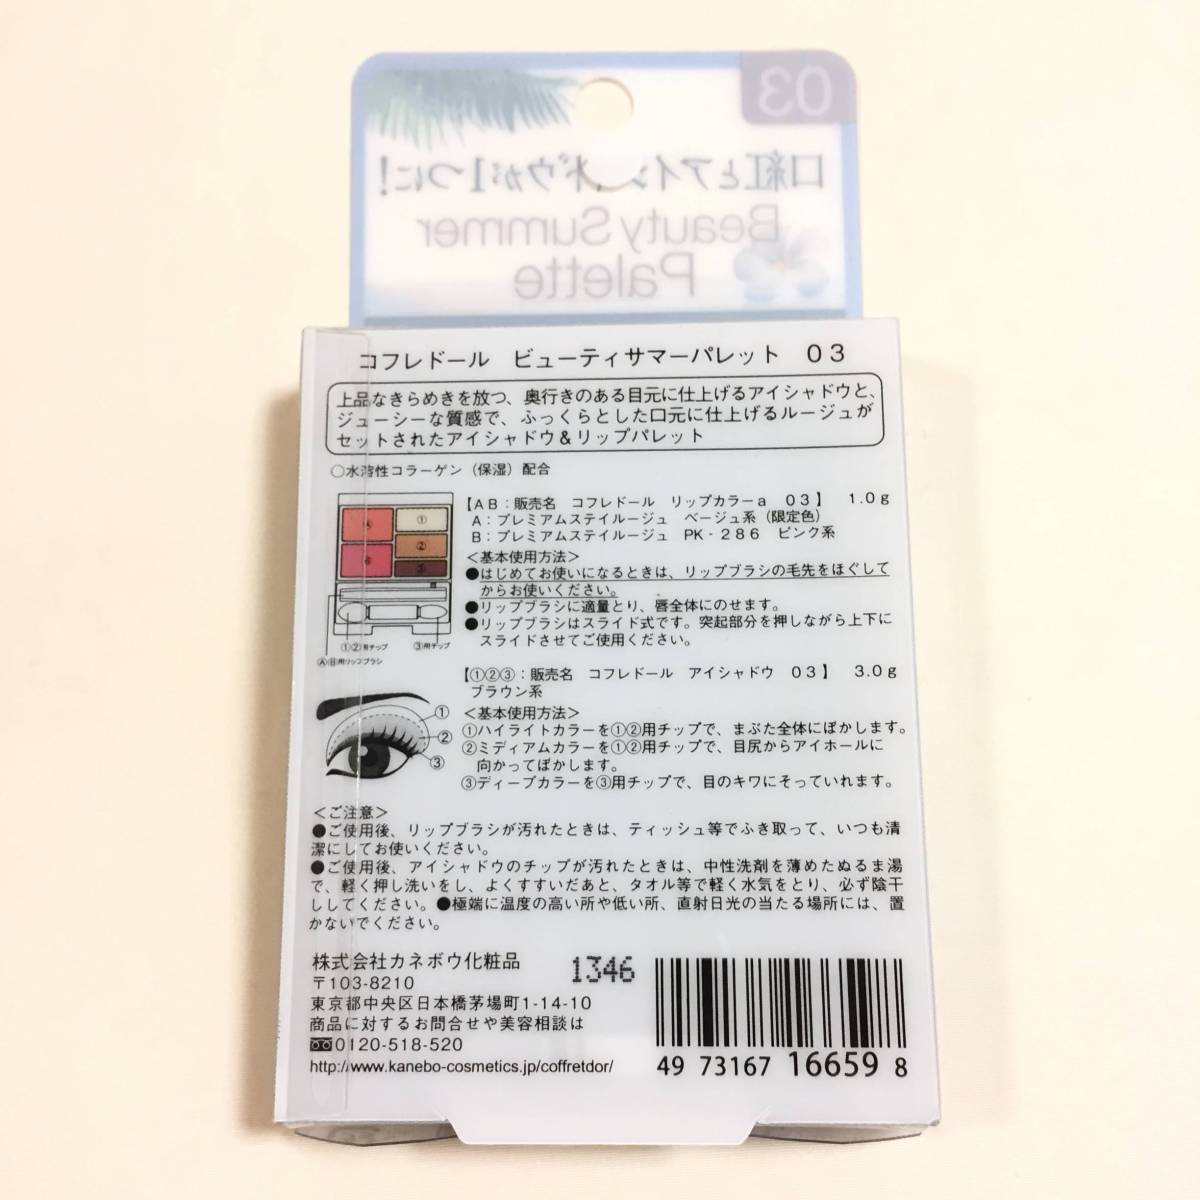 03
口紅とアイシャドウが1つに!
Beauty Summer
Palette
コフレドール ビューティサマーパレット 03
上品なきらめきを放つ、奥行きのある目元に仕上げるアイシャドウと、
ジューシーな質感で、ふっくらとした口元に仕上げるルージュが
セットされたアイシャドウ&リップパレット
○水溶性コラーゲン(保湿)配合
【AB:販売名 コフレドール リップカラーa 03】 1.0g
A:プレミアムステイルージュ ベージュ系(限定色)
B:プレミアムステイルージュ PK-286 ピンク系
<基本使用方法>
●はじめてお使いになるときは、リップブラシの毛先をほぐして
からお使いください。
●リップブラシに適量とり、唇全体にのせます。
●リップブラシはスライド式です。突起部分を押しながら上下に
スライドさせてご使用ください。
Ⓐ ①
②
Ⓑ ③
①②用チップ ③用チップ
ⒶⒷ用リップブラシ
【①②③:販売名 コフレドール アイシャドウ 03】 3.0g
ブラウン系
<基本使用方法>
①ハイライトカラーを①②用チップで、まぶた全体にぼかします。
②ミディアムカラーを①②用チップで、目尻からアイホールに
向かってぼかします。
③ディープカラーを③用チップで、目のキワにそっていれます。
①
②
③
<ご注意>
●ご使用後、リップブラシが汚れたときは、ティッシュ等でふき取って、いつも清
潔にしてお使いください。
●ご使用後、アイシャドウのチップが汚れたときは、中性洗剤を薄めたぬるま湯
で、軽く押し洗いをし、よくすすいだあと、タオル等で軽く水気をとり、必ず陰干
ししてください。●極端に温度の高い所や低い所、直射日光の当たる場所には、置
かないでください。
株式会社カネボウ化粧品
〒103-8210
東京都中央区日本橋茅場町1-14-10
商品に対するお問合せや美容相談は
0120-518-520
http://www.kanebo-cosmetics.jp/coffretdor/
1346
49 73167 16659 8